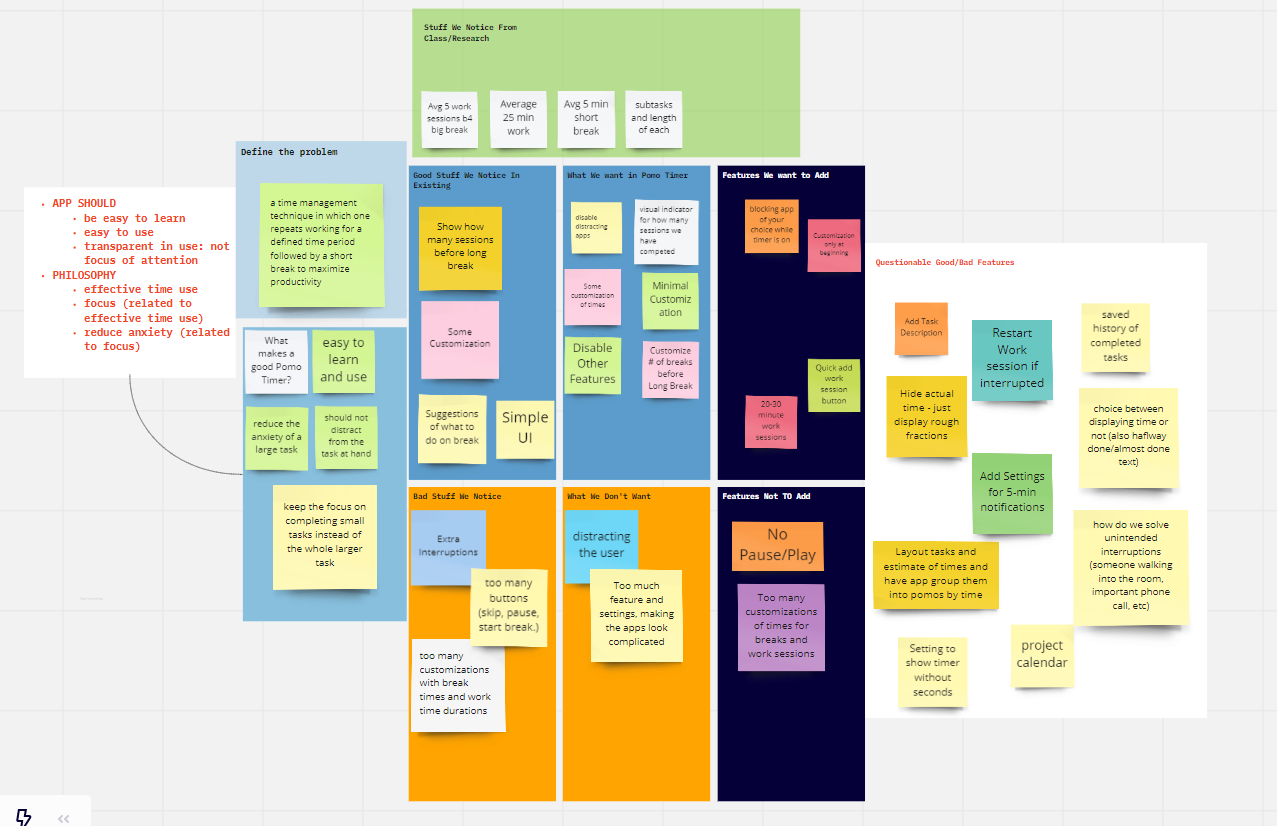 Stuff We Notice From
Class/Research
Avg 5 work
sessions b4
big break
Average
25 min
work
Avg 5 min
short
break
subtasks
and length
of each
APP SHOULD
be easy to learn
easy to use
transparent in use: not
focus of attention
PHILOSOPHY
effective time use
focus (related to
effective time use)
reduce anxiety (related
to focus)
Define the problem
a time management
technique in which one
repeats working for a
defined time period
followed by a short
break to maximize
productivity
What
makes a
good Pomo
Timer?
easy to
learn
and use
reduce the
anxiety of a
large task
should not
distract
from the
task at hand
keep the focus on
completing small
tasks instead of
the whole larger
task
Good Stuff We Notice In
Existing
Show how
many sessions
before long
break
Some
Customization
Suggestions
of what to
do on break
Simple
UI
What We want in Pomo Timer
disable
distracting
apps
visual indicator
for how many
sessions we
have
competed
Some
customization
of times
Minimal
Customiz
ation
Disable
Other
Features
Customize
# of breaks
before
Long Break
Features We want to Add
blocking app
of your
choice while
timer is on
Customization
only at
beginning
Quick add
work
session
button
20-30
minute
work
sessions
Bad Stuff We Notice
Extra
Interruptions
too many
buttons
(skip, pause,
start break.)
too many
customizations
with break
times and work
time durations
What We Don't Want
distracting
the user
Too much
feature and
settings, making
the apps look
complicated
Features Not TO Add
No
Pause/Play
Too many
customizations
of times for
breaks and
work sessions
Questionable Good/Bad Features
Add Task
Description
Restart
Work
session if
interrupted
saved
history of
completed
tasks
Hide actual
time - just
display rough
fractions
choice between
displaying time or
not (also haflway
done/almost done
text)
Add Settings
for 5-min
notifications
how do we solve
unintended
interruptions
(someone walking
into the room,
important phone
call, etc)
Layout tasks and
estimate of times and
have app group them
into pomos by time
Setting to
show timer
without
seconds
project
calendar